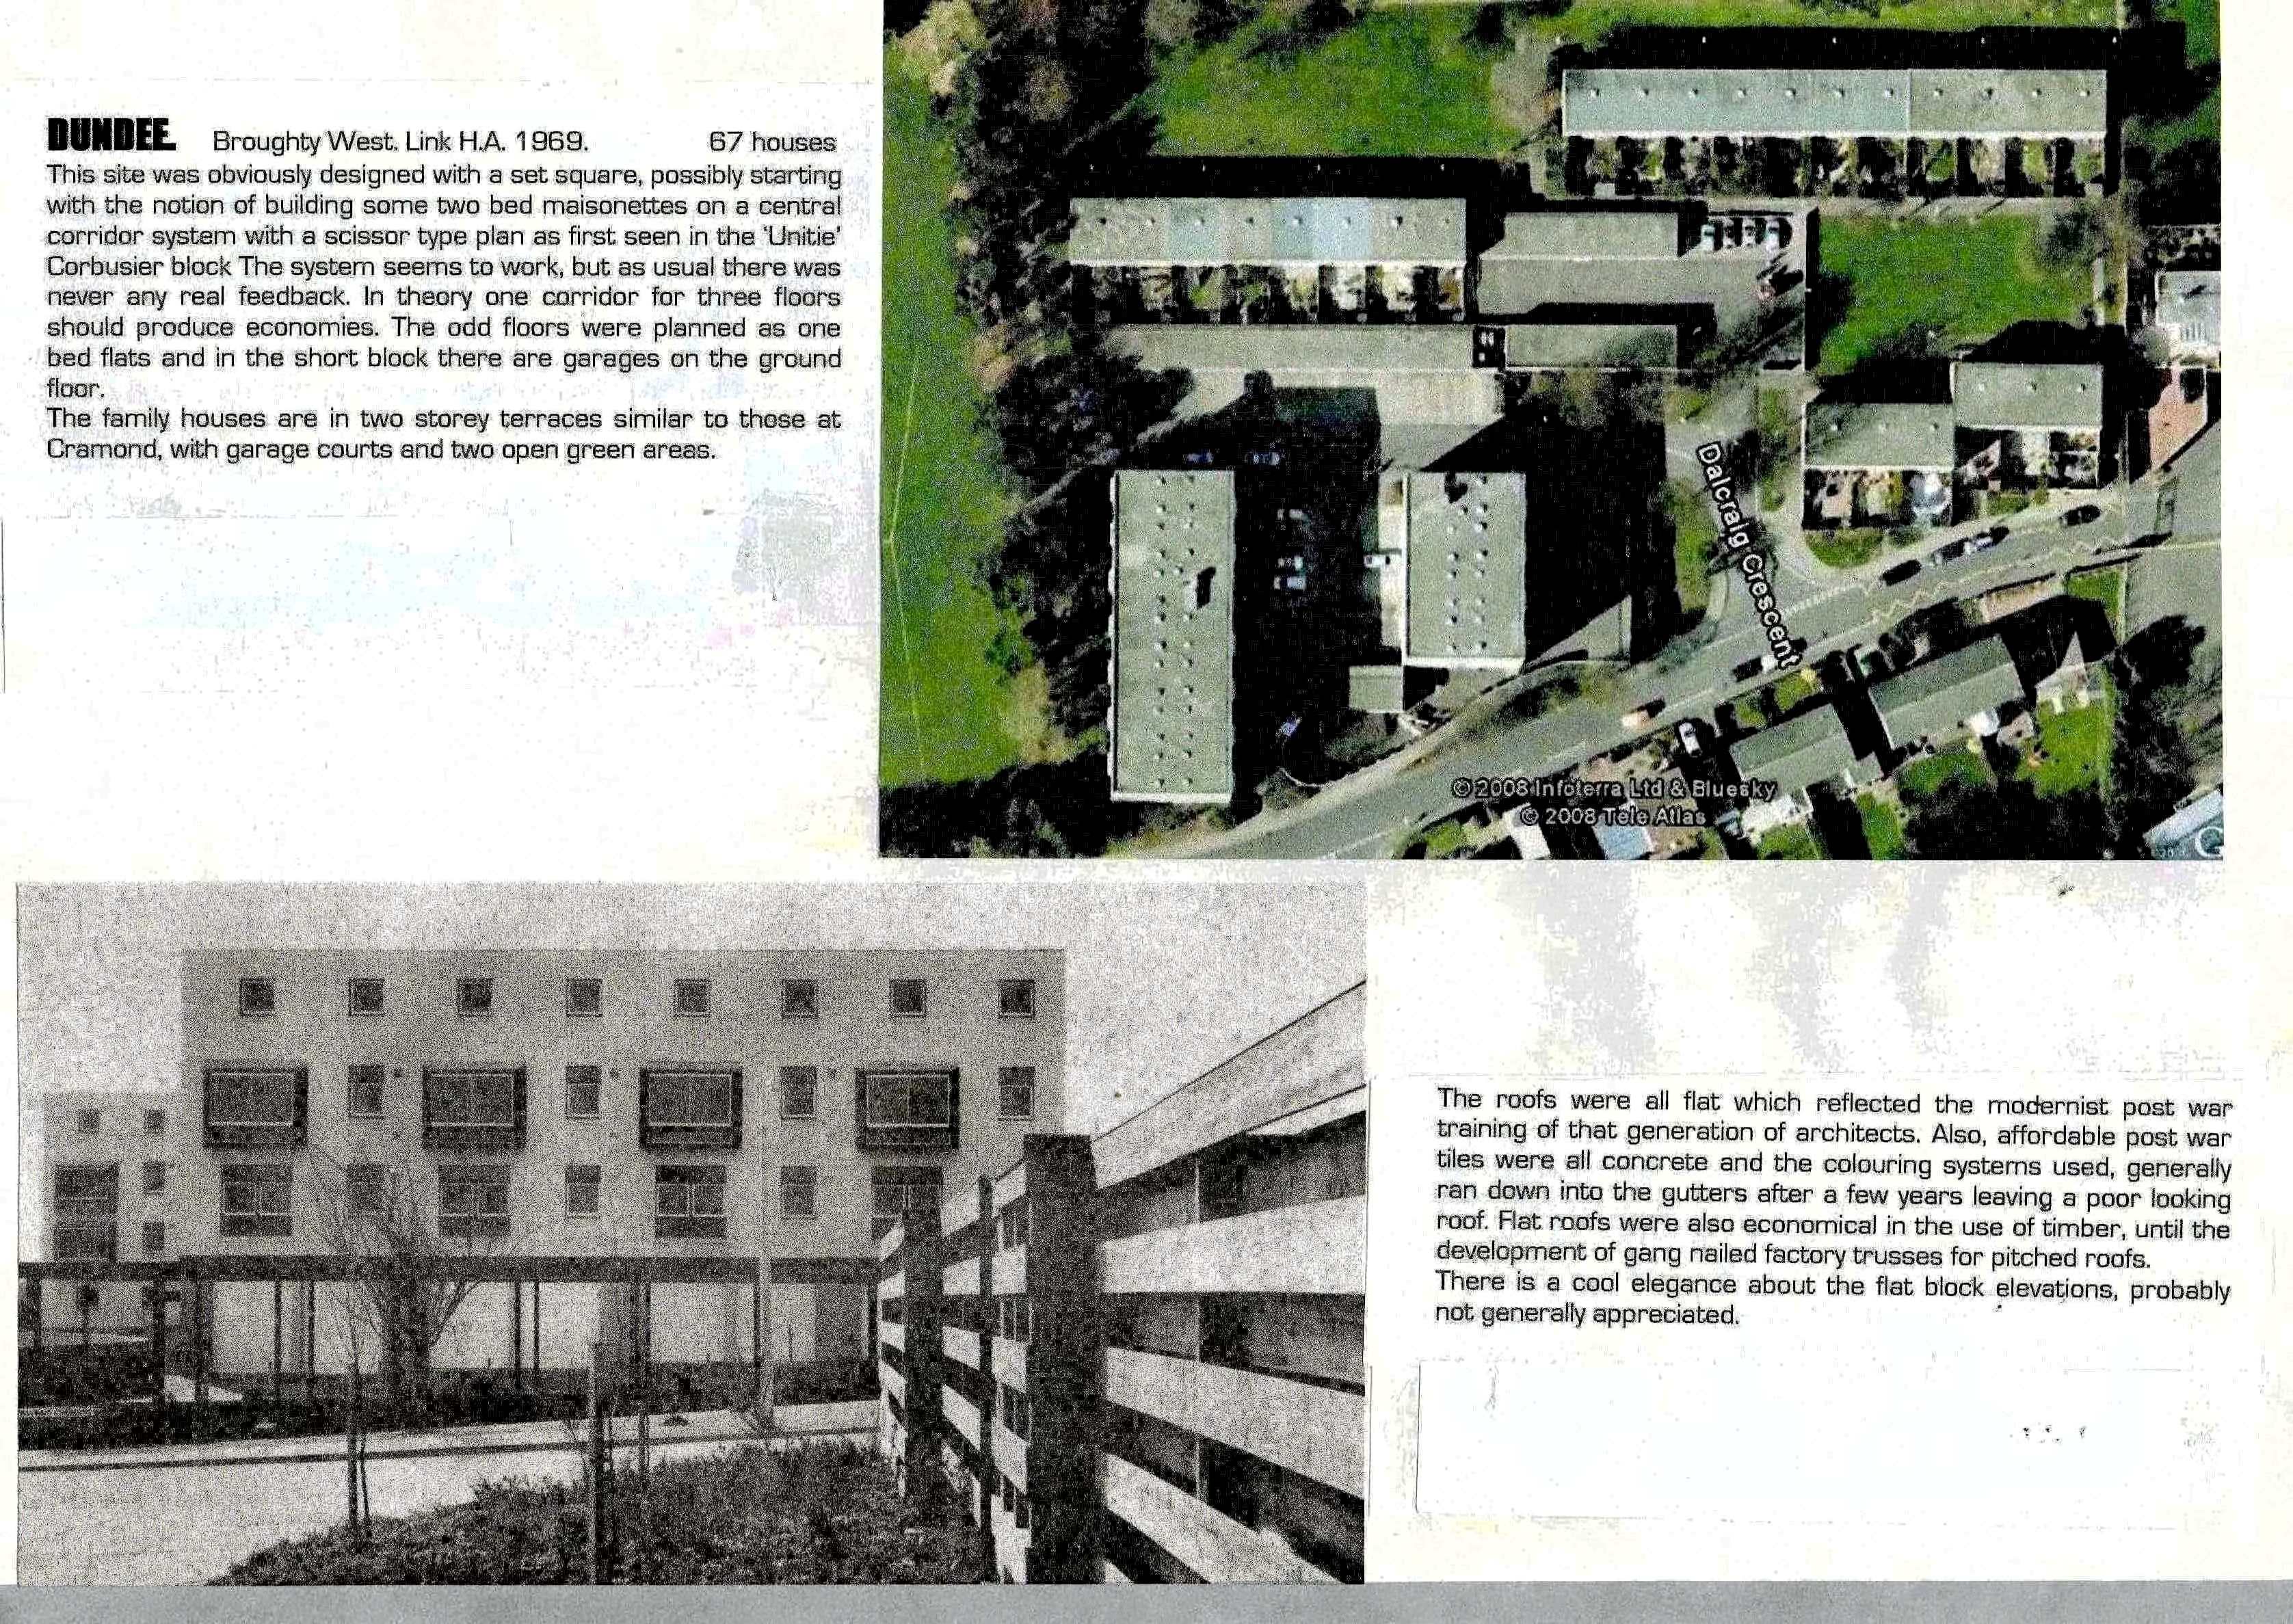 DUNDEE. Broughty West. Link H.A. 1969. 67 houses
This site was obviously designed with a set square, possibly starting
with the notion of building some two bed maisonettes on a central
corridor system with a scissor type plan as first seen in the 'Unitie'
Corbusier block The system seems to work, but as usual there was
never any real feedback. In theory one corridor for three floors
should produce economies. The odd floors were planned as one
bed flats and in the short block there are garages on the ground
floor.
The family houses are in two storey terraces similar to those at
Cramond, with garage courts and two open green areas.
Dalcraig Crescent
© 2008 Infoterra Ltd & Bluesky
© 2008 Tele Atlas
G
The roofs were all flat which reflected the modernist post war
training of that generation of architects. Also, affordable post war
tiles were all concrete and the colouring systems used, generally
ran down into the gutters after a few years leaving a poor looking
roof. Flat roofs were also economical in the use of timber, until the
development of gang nailed factory trusses for pitched roofs.
There is a cool elegance about the flat block elevations, probably
not generally appreciated.